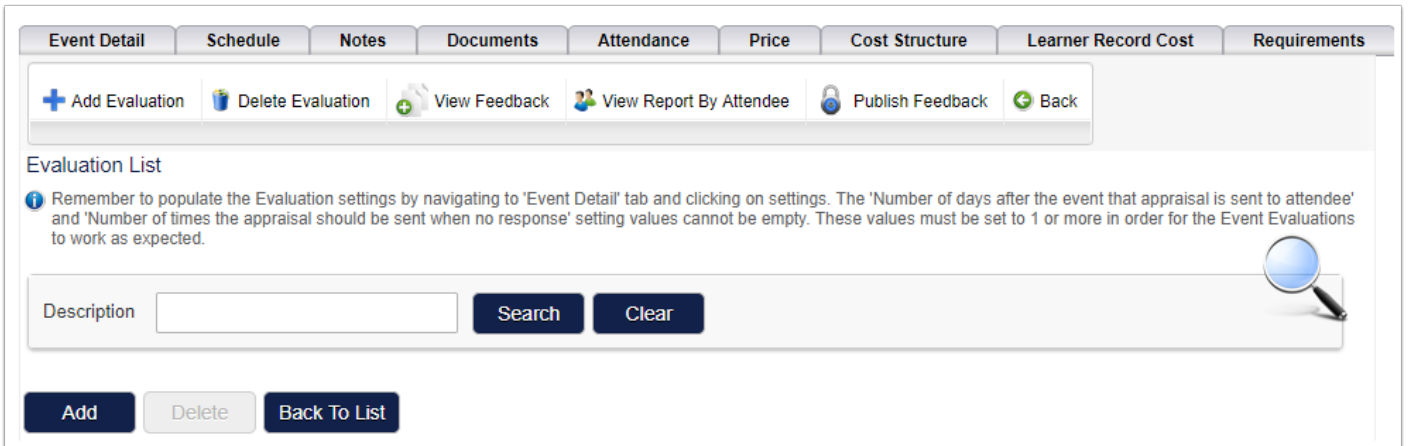 Event Detail Schedule Notes Documents Attendance Price Cost Structure Learner Record Cost Requirements
Add Evaluation Delete Evaluation View Feedback View Report By Attendee Publish Feedback Back
Evaluation List
Remember to populate the Evaluation settings by navigating to 'Event Detail' tab and clicking on settings. The 'Number of days after the event that appraisal is sent to attendee'
and 'Number of times the appraisal should be sent when no response' setting values cannot be empty. These values must be set to 1 or more in order for the Event Evaluations
to work as expected.
Description Search Clear
Add Delete Back To List